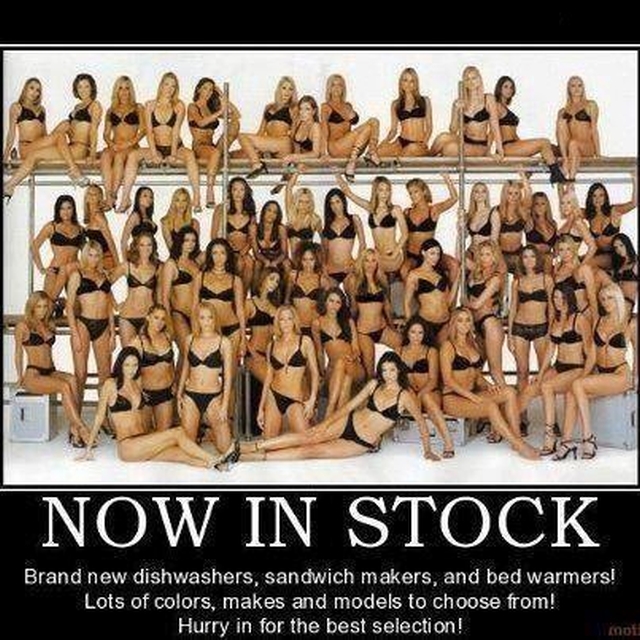 NOW IN STOCK
Brand new dishwashers, sandwich makers, and bed warmers!
Lots of colors, makes and models to choose from!
Hurry in for the best selection!